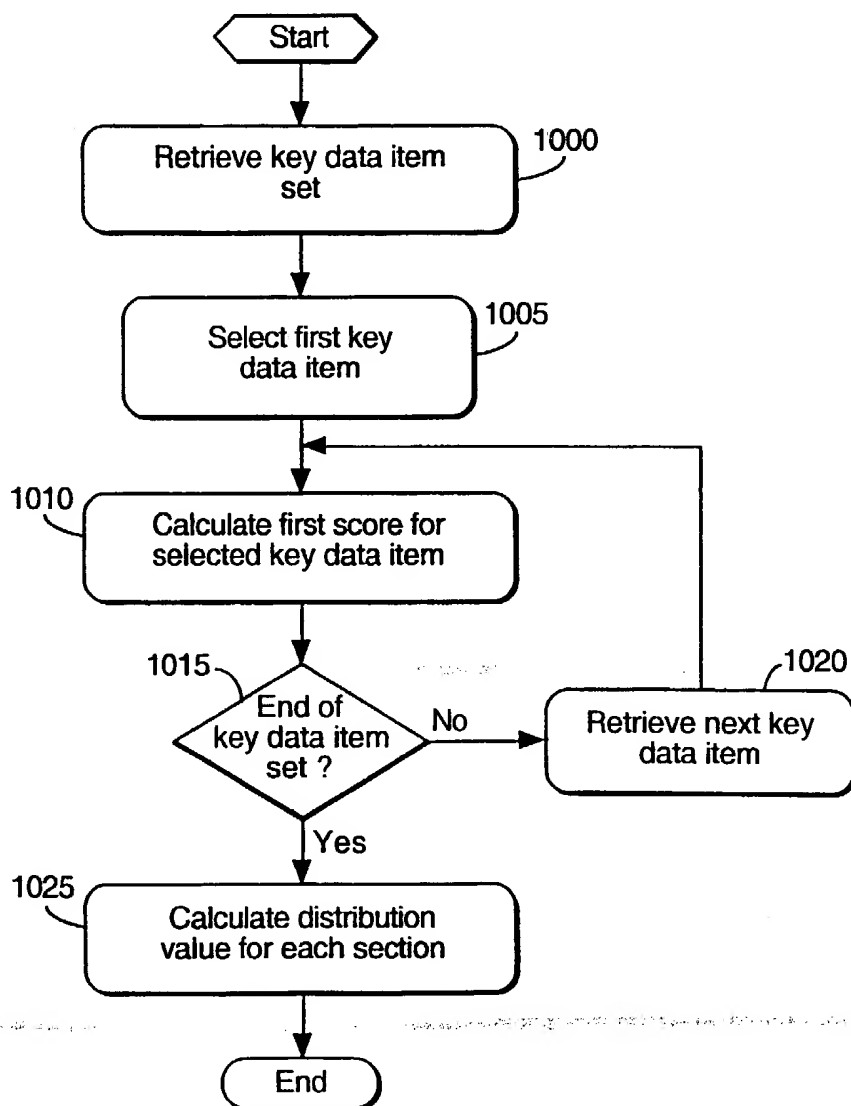 Start
Retrieve key data item
set
1000
Select first key
data item
1005
1010
Calculate first score for
selected key data item
1015
End of
key data item
set ?
No
1020
Retrieve next key
data item
Yes
1025
Calculate distribution
value for each section
End